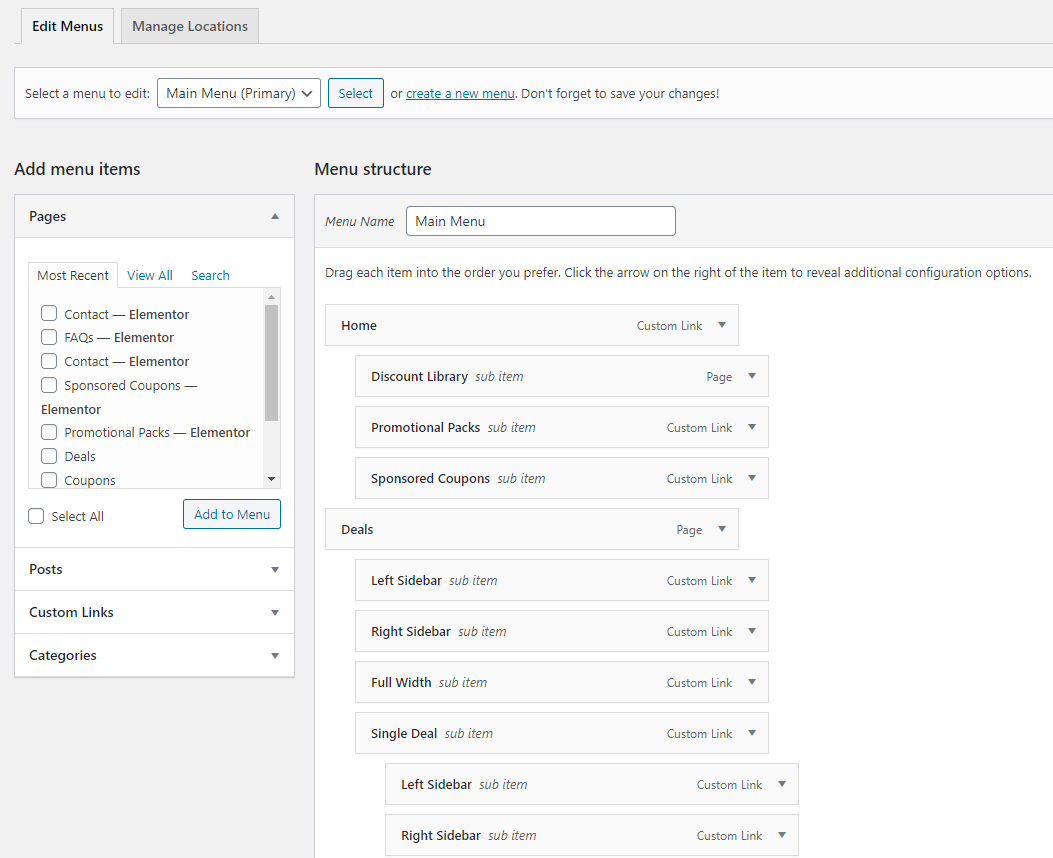 Edit Menus
Manage Locations
Select a menu to edit: Main Menu (Primary) Select or create a new menu. Don't forget to save your changes!
Add menu items
Pages
Most Recent View All Search
Contact — Elementor
FAQs — Elementor
Contact — Elementor
Sponsored Coupons —
Elementor
Promotional Packs — Elementor
Deals
Coupons
Select All
Add to Menu
Posts
Custom Links
Categories
Menu structure
Menu Name Main Menu
Drag each item into the order you prefer. Click the arrow on the right of the item to reveal additional configuration options.
Home Custom Link
Discount Library sub item Page
Promotional Packs sub item Custom Link
Sponsored Coupons sub item Custom Link
Deals Page
Left Sidebar sub item Custom Link
Right Sidebar sub item Custom Link
Full Width sub item Custom Link
Single Deal sub item Custom Link
Left Sidebar sub item Custom Link
Right Sidebar sub item Custom Link